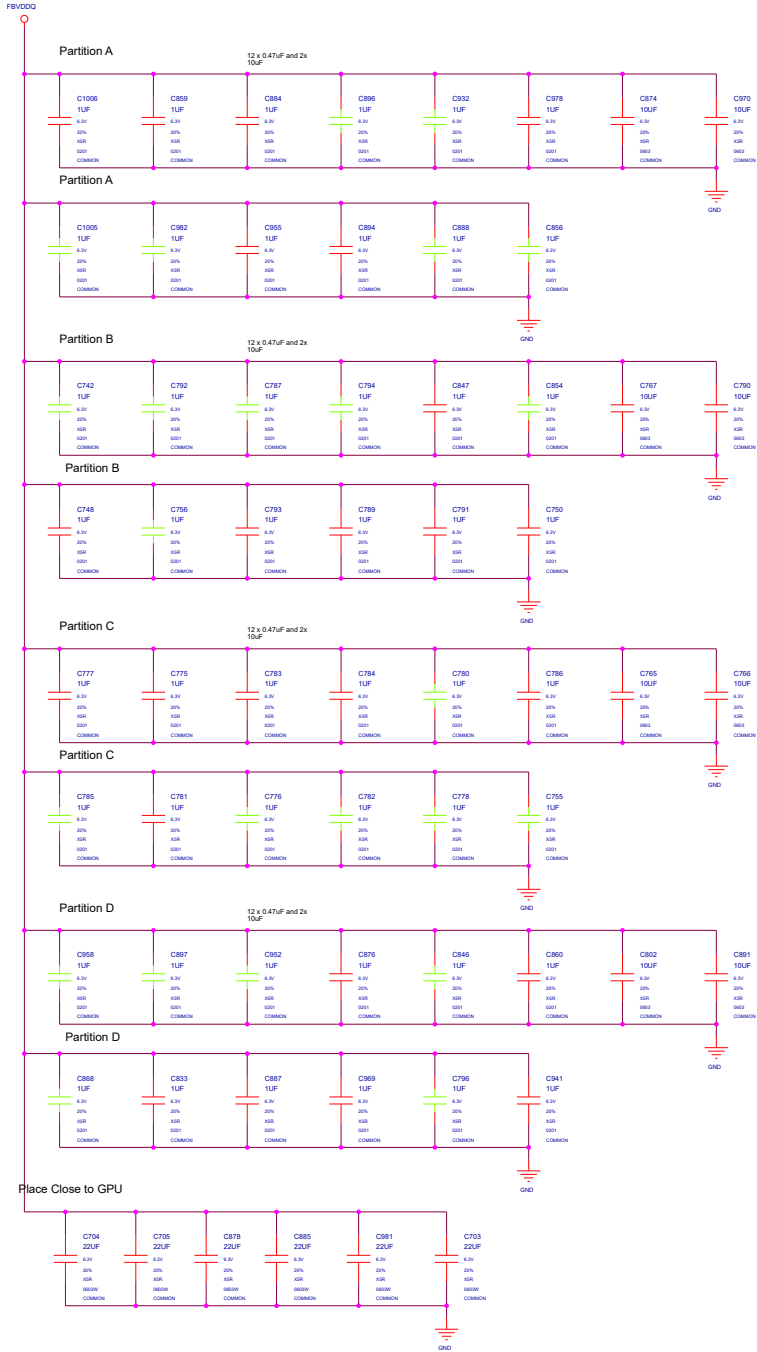 FBVDDQ
Partition A
12 x 0.47uF and 2x
10uF
C1006 C859 C884 C896 C932 C978 C874 C970
1UF 1UF 1UF 1UF 1UF 1UF 10UF 10UF
6.3V 6.3V 6.3V 6.3V 6.3V 6.3V 6.3V 6.3V
20% 20% 20% 20% 20% 20% 20% 20%
X5R X5R X5R X5R X5R X5R X5R X5R
0201 0201 0201 0201 0201 0201 0603 0603
COMMON COMMON COMMON COMMON COMMON COMMON COMMON COMMON
Partition A
GND
C1005 C982 C955 C894 C888 C856
1UF 1UF 1UF 1UF 1UF 1UF
6.3V 6.3V 6.3V 6.3V 6.3V 6.3V
20% 20% 20% 20% 20% 20%
X5R X5R X5R X5R X5R X5R
0201 0201 0201 0201 0201 0201
COMMON COMMON COMMON COMMON COMMON COMMON
GND
Partition B
12 x 0.47uF and 2x
10uF
C742 C792 C787 C794 C847 C854 C767 C790
1UF 1UF 1UF 1UF 1UF 1UF 10UF 10UF
6.3V 6.3V 6.3V 6.3V 6.3V 6.3V 6.3V 6.3V
20% 20% 20% 20% 20% 20% 20% 20%
X5R X5R X5R X5R X5R X5R X5R X5R
0201 0201 0201 0201 0201 0201 0603 0603
COMMON COMMON COMMON COMMON COMMON COMMON COMMON COMMON
Partition B
GND
C748 C756 C793 C789 C791 C750
1UF 1UF 1UF 1UF 1UF 1UF
6.3V 6.3V 6.3V 6.3V 6.3V 6.3V
20% 20% 20% 20% 20% 20%
X5R X5R X5R X5R X5R X5R
0201 0201 0201 0201 0201 0201
COMMON COMMON COMMON COMMON COMMON COMMON
GND
Partition C
12 x 0.47uF and 2x
10uF
C777 C775 C783 C784 C780 C786 C765 C766
1UF 1UF 1UF 1UF 1UF 1UF 10UF 10UF
6.3V 6.3V 6.3V 6.3V 6.3V 6.3V 6.3V 6.3V
20% 20% 20% 20% 20% 20% 20% 20%
X5R X5R X5R X5R X5R X5R X5R X5R
0201 0201 0201 0201 0201 0201 0603 0603
COMMON COMMON COMMON COMMON COMMON COMMON COMMON COMMON
Partition C
GND
C785 C781 C776 C782 C778 C755
1UF 1UF 1UF 1UF 1UF 1UF
6.3V 6.3V 6.3V 6.3V 6.3V 6.3V
20% 20% 20% 20% 20% 20%
X5R X5R X5R X5R X5R X5R
0201 0201 0201 0201 0201 0201
COMMON COMMON COMMON COMMON COMMON COMMON
GND
Partition D
12 x 0.47uF and 2x
10uF
C958 C897 C952 C876 C846 C860 C802 C891
1UF 1UF 1UF 1UF 1UF 1UF 10UF 10UF
6.3V 6.3V 6.3V 6.3V 6.3V 6.3V 6.3V 6.3V
20% 20% 20% 20% 20% 20% 20% 20%
X5R X5R X5R X5R X5R X5R X5R X5R
0201 0201 0201 0201 0201 0201 0603 0603
COMMON COMMON COMMON COMMON COMMON COMMON COMMON COMMON
Partition D
GND
C868 C833 C887 C969 C796 C941
1UF 1UF 1UF 1UF 1UF 1UF
6.3V 6.3V 6.3V 6.3V 6.3V 6.3V
20% 20% 20% 20% 20% 20%
X5R X5R X5R X5R X5R X5R
0201 0201 0201 0201 0201 0201
COMMON COMMON COMMON COMMON COMMON COMMON
GND
Place Close to GPU
C704 C705 C878 C885 C981 C703
22UF 22UF 22UF 22UF 22UF 22UF
6.3V 6.3V 6.3V 6.3V 6.3V 6.3V
20% 20% 20% 20% 20% 20%
X5R X5R X5R X5R X5R X5R
0603W 0603W 0603W 0603W 0603W 0603W
COMMON COMMON COMMON COMMON COMMON COMMON
GND